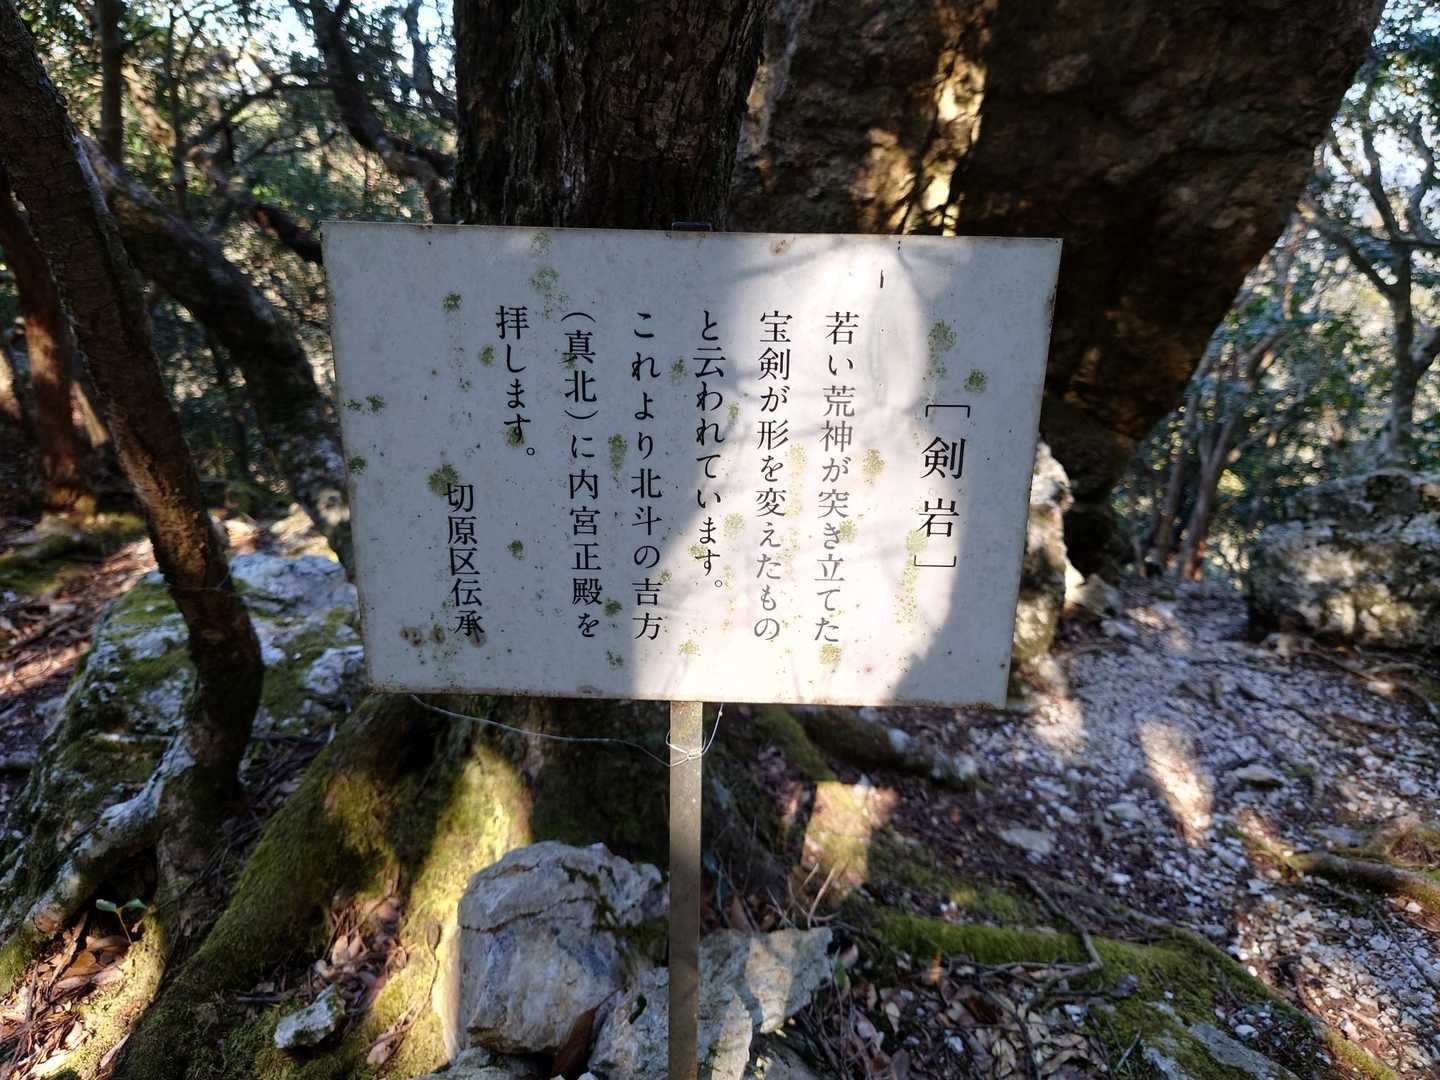 ［剣岩］
若い荒神が突き立てた
宝剣が形を変えたもの
と云われています。
これより北斗の吉方
（真北）に内宮正殿を
拝します。
切原区伝承